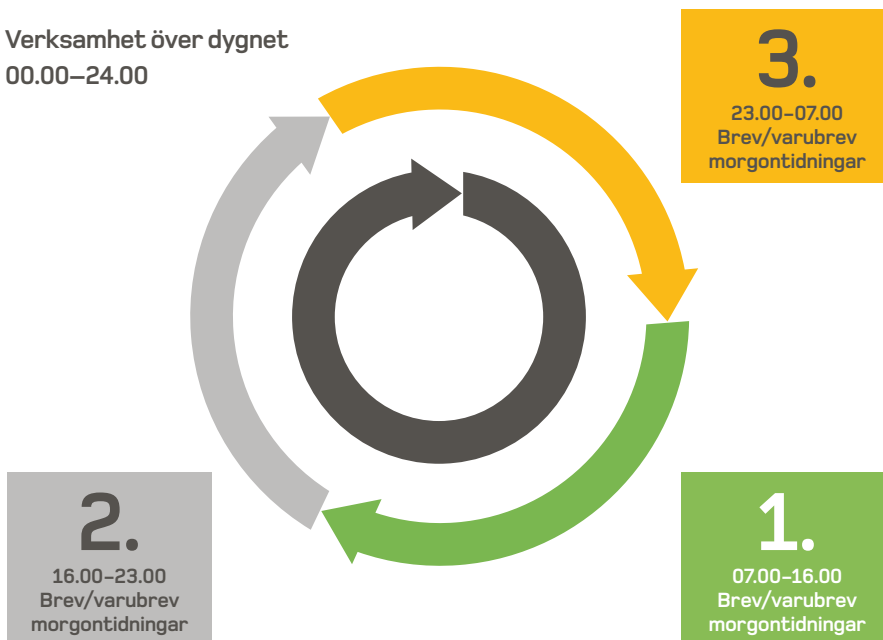 Verksamhet över dygnet
00.00–24.00
3.
23.00–07.00
Brev/varubrev
morgontidningar
2.
16.00–23.00
Brev/varubrev
morgontidningar
1.
07.00–16.00
Brev/varubrev
morgontidningar